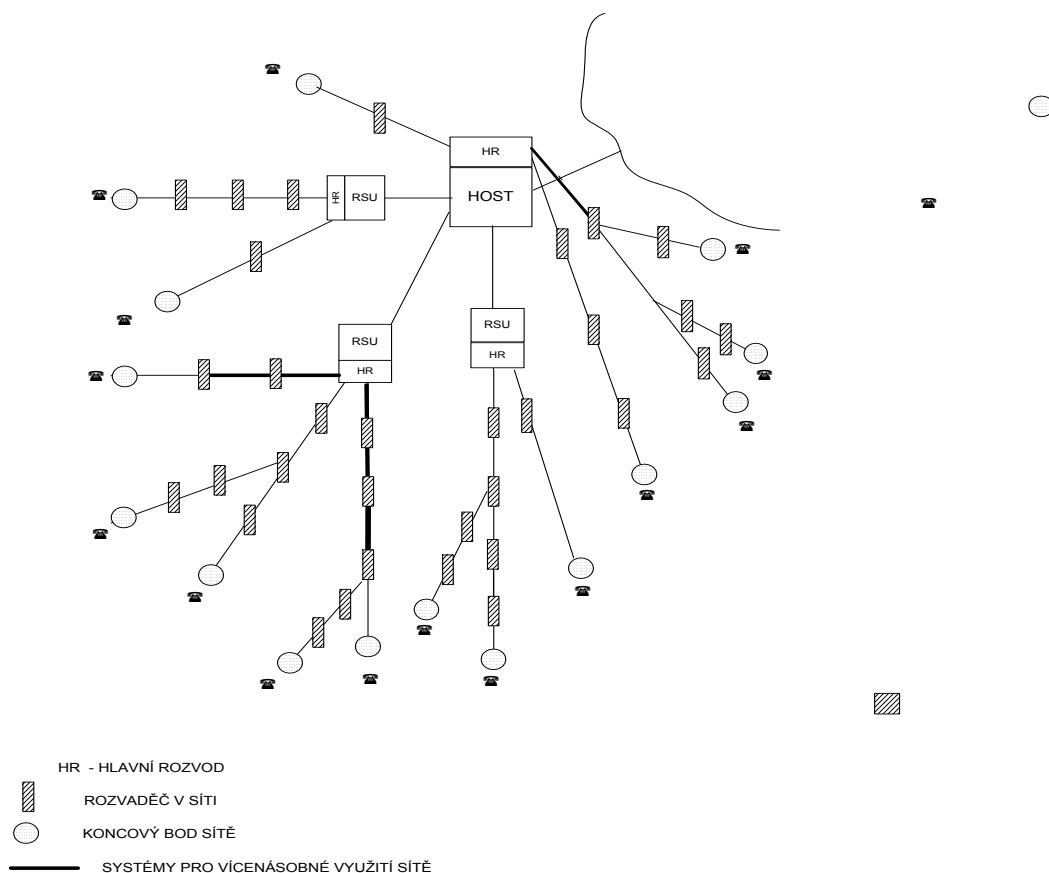 HR
HOST
HR
RSU
RSU
HR
RSU
HR
HR - HLAVNÍ ROZVOD
ROZVADĚČ V SÍTI
KONCOVÝ BOD SÍTĚ
SYSTÉMY PRO VÍCENÁSOBNÉ VYUŽITÍ SÍTĚ